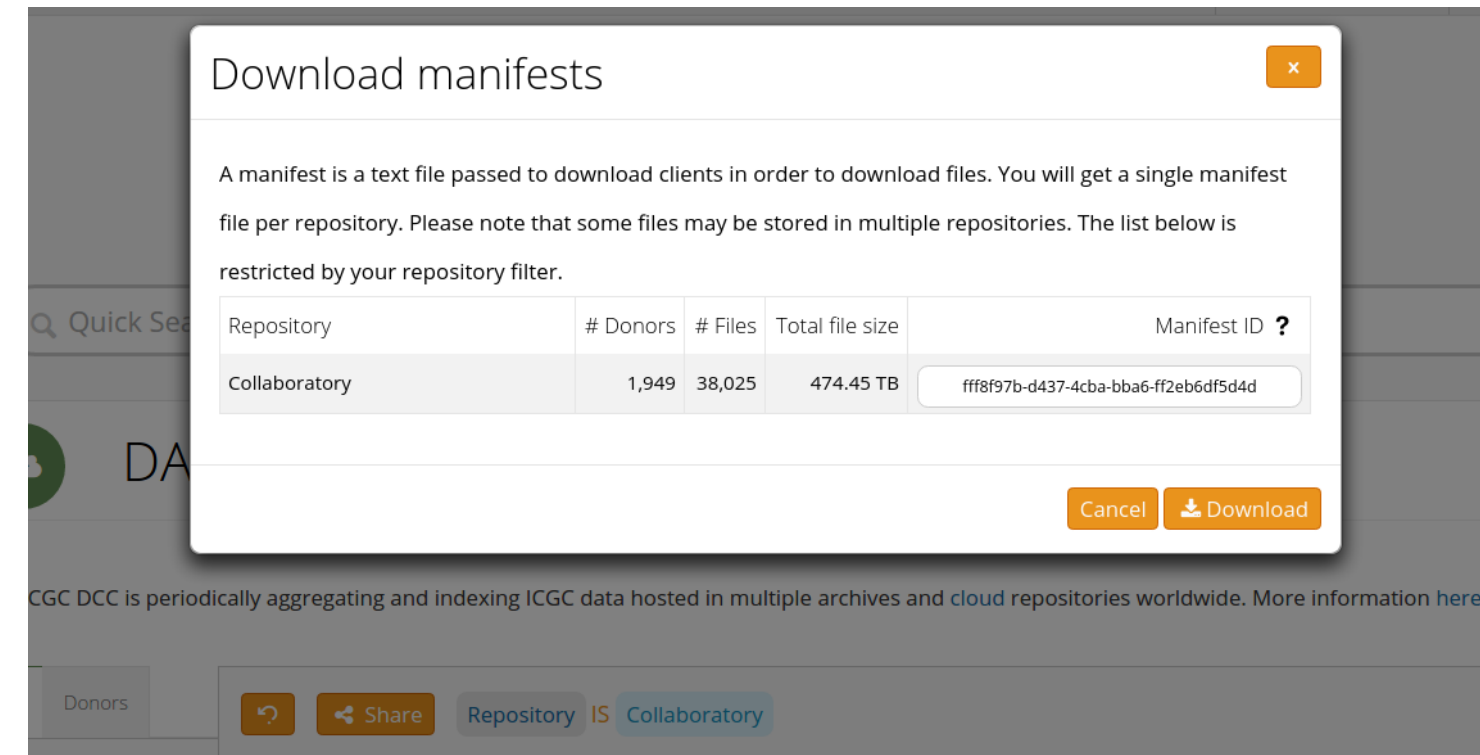 Download manifests
×
A manifest is a text file passed to download clients in order to download files. You will get a single manifest
file per repository. Please note that some files may be stored in multiple repositories. The list below is
restricted by your repository filter.
Repository # Donors # Files Total file size Manifest ID ?
Collaboratory 1,949 38,025 474.45 TB fff8f97b-d437-4cba-bba6-ff2eb6df5d4d
Quick Sea
DA
Cancel Download
CGC DCC is periodically aggregating and indexing ICGC data hosted in multiple archives and cloud repositories worldwide. More information here
Donors
Share Repository IS Collaboratory